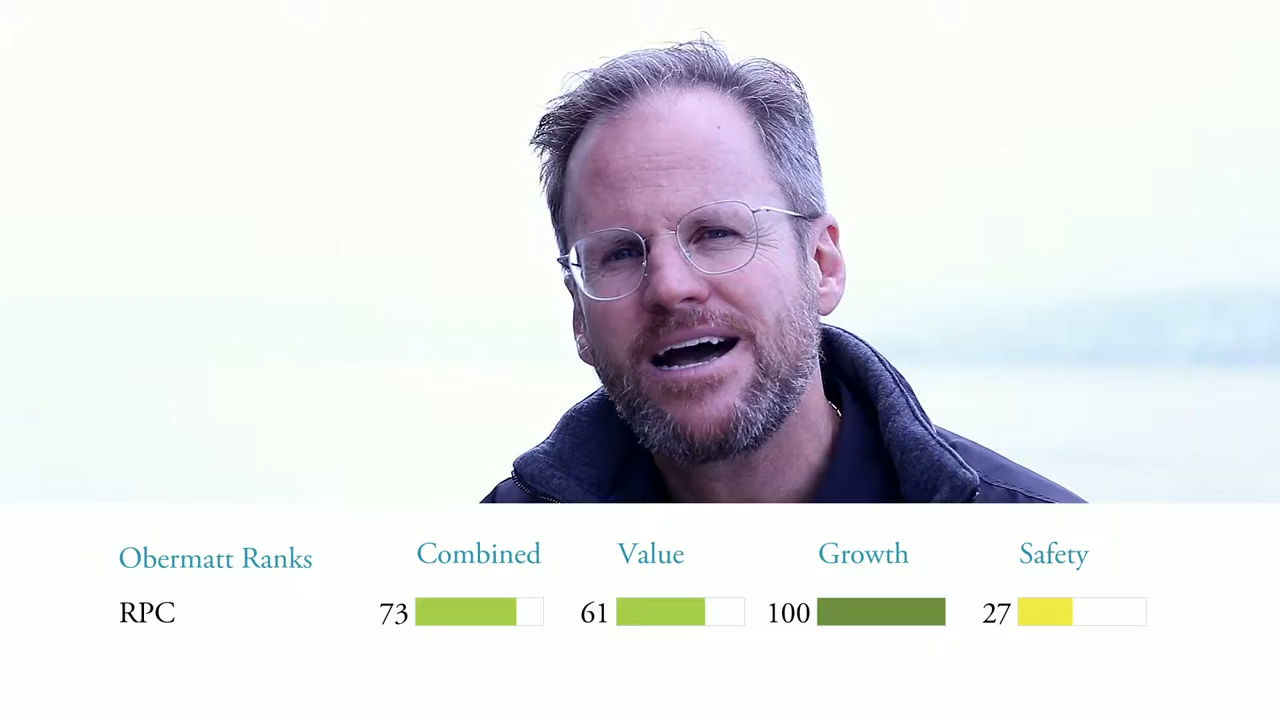 Obermatt Ranks Combined Value Growth Safety
RPC 73 61 100 27